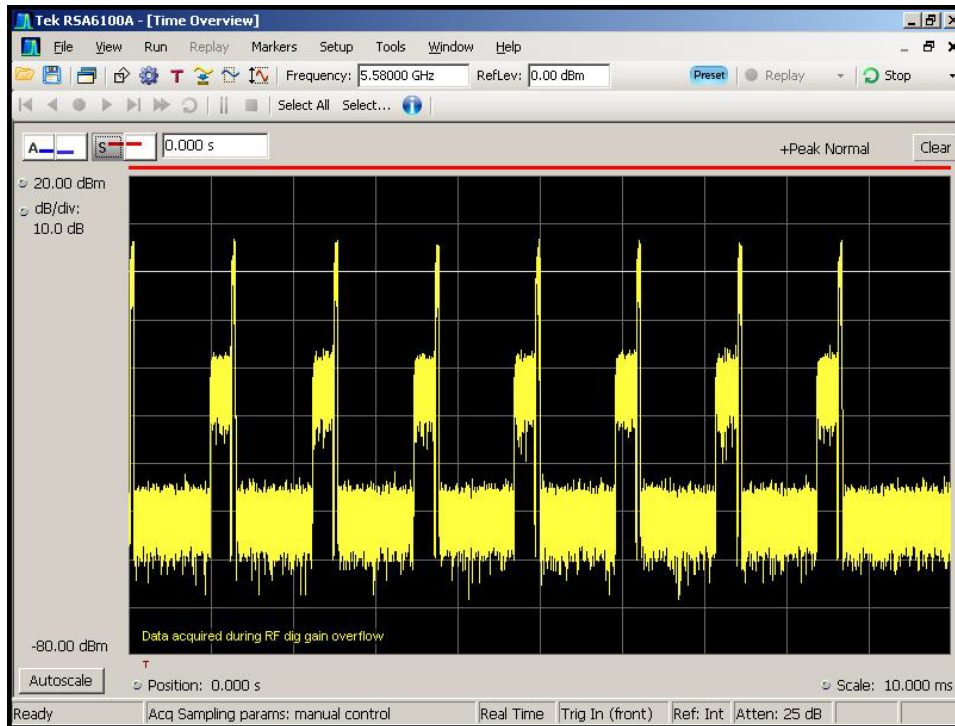 Tek RSA6100A - [Time Overview]
File View Run Replay Markers Setup Tools Window Help
T Frequency: 5.58000 GHz RefLev: 0.00 dBm Preset Replay Stop
Select All Select...
A S 0.000 s +Peak Normal Clear
20.00 dBm
dB/div:
10.0 dB
-80.00 dBm
Data acquired during RF dig gain overflow
T
Autoscale Position: 0.000 s Scale: 10.000 ms
Ready Acq Sampling params: manual control Real Time Trig In (front) Ref: Int Atten: 25 dB